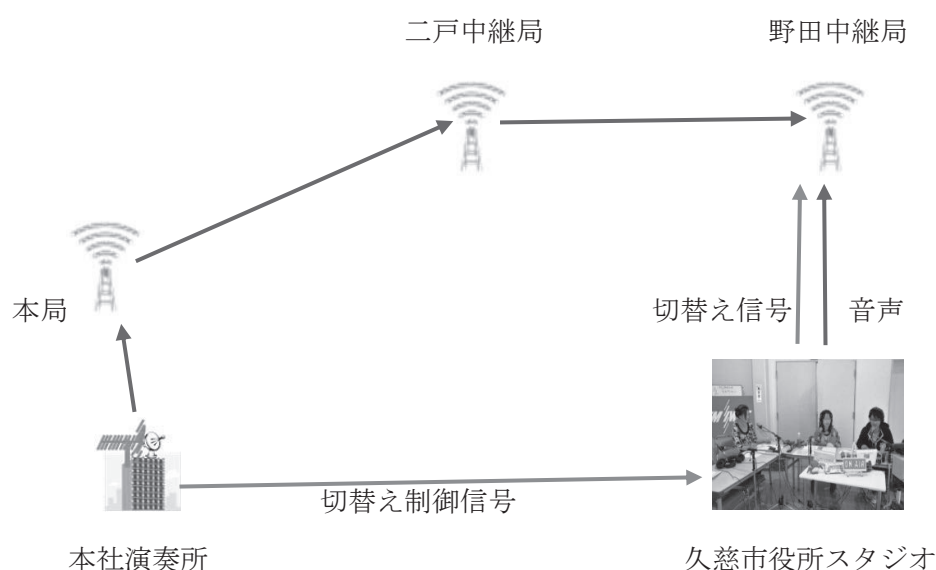 二戸中継局
野田中継局
本局
切替え信号
音声
切替え制御信号
本社演奏所
久慈市役所スタジオ